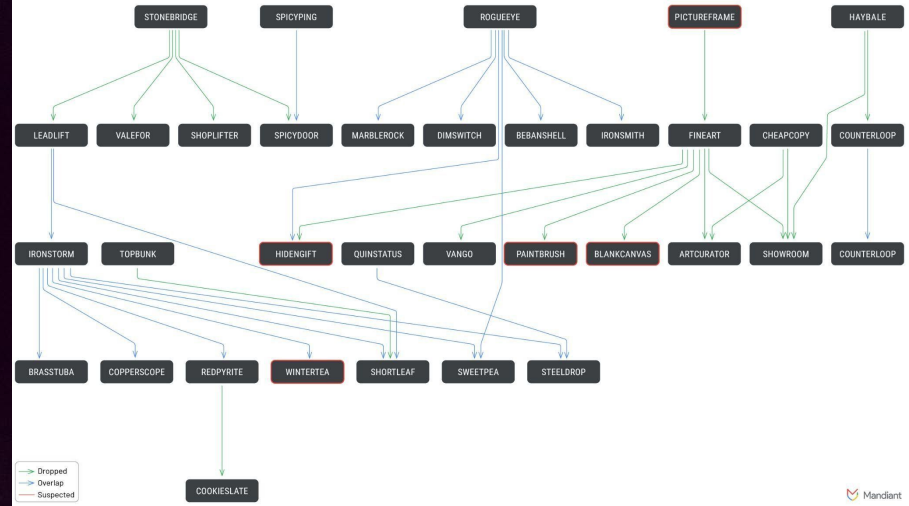 STONEBRIDGE
SPICYPING
ROGUEEYE
PICTUREFRAME
HAYBALE
LEADLIFT
VALEFOR
SHOPLIFTER
SPICYDOOR
MARBLEROCK
DIMSWITCH
BEBANSHELL
IRONSMITH
FINEART
CHEAPCOPY
COUNTERLOOP
IRONSTORM
TOPBUNK
HIDENGIFT
QUINSTATUS
VANGO
PAINTBRUSH
BLANKCANVAS
ARTCURATOR
SHOWROOM
COUNTERLOOP
BRASSTUBA
COPPERSCOPE
REDPYRITE
WINTERTEA
SHORTLEAF
SWEETPEA
STEELDROP
COOKIESLATE
Dropped
Overlap
Suspected
Mandiant